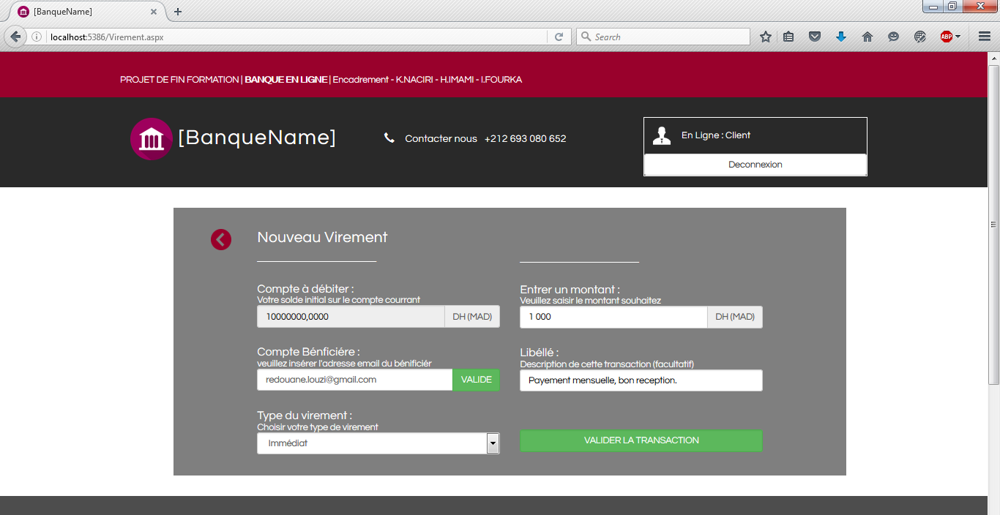 [BanqueName]
localhost:5386/Virement.aspx
Search
ABP
PROJET DE FIN FORMATION | BANQUE EN LIGNE | Encadrement - K.NACIRI - H.IMAMI - I.FOURKA
[BanqueName]
Contacter nous +212 693 080 652
En Ligne : Client
Deconnexion
Nouveau Virement
Compte à débiter :
Votre solde initial sur le compte courrant
10000000,0000 DH (MAD)
Entrer un montant :
Veuillez saisir le montant souhaitez
1 000 DH (MAD)
Compte Bénficiére :
veuillez insérer l'adresse email du bénificiér
redouane.louzi@gmail.com VALIDE
Libéllé :
Description de cette transaction (facultatif)
Payement mensuelle, bon reception.
Type du virement :
Choisir votre type de virement
Immédiat
VALIDER LA TRANSACTION